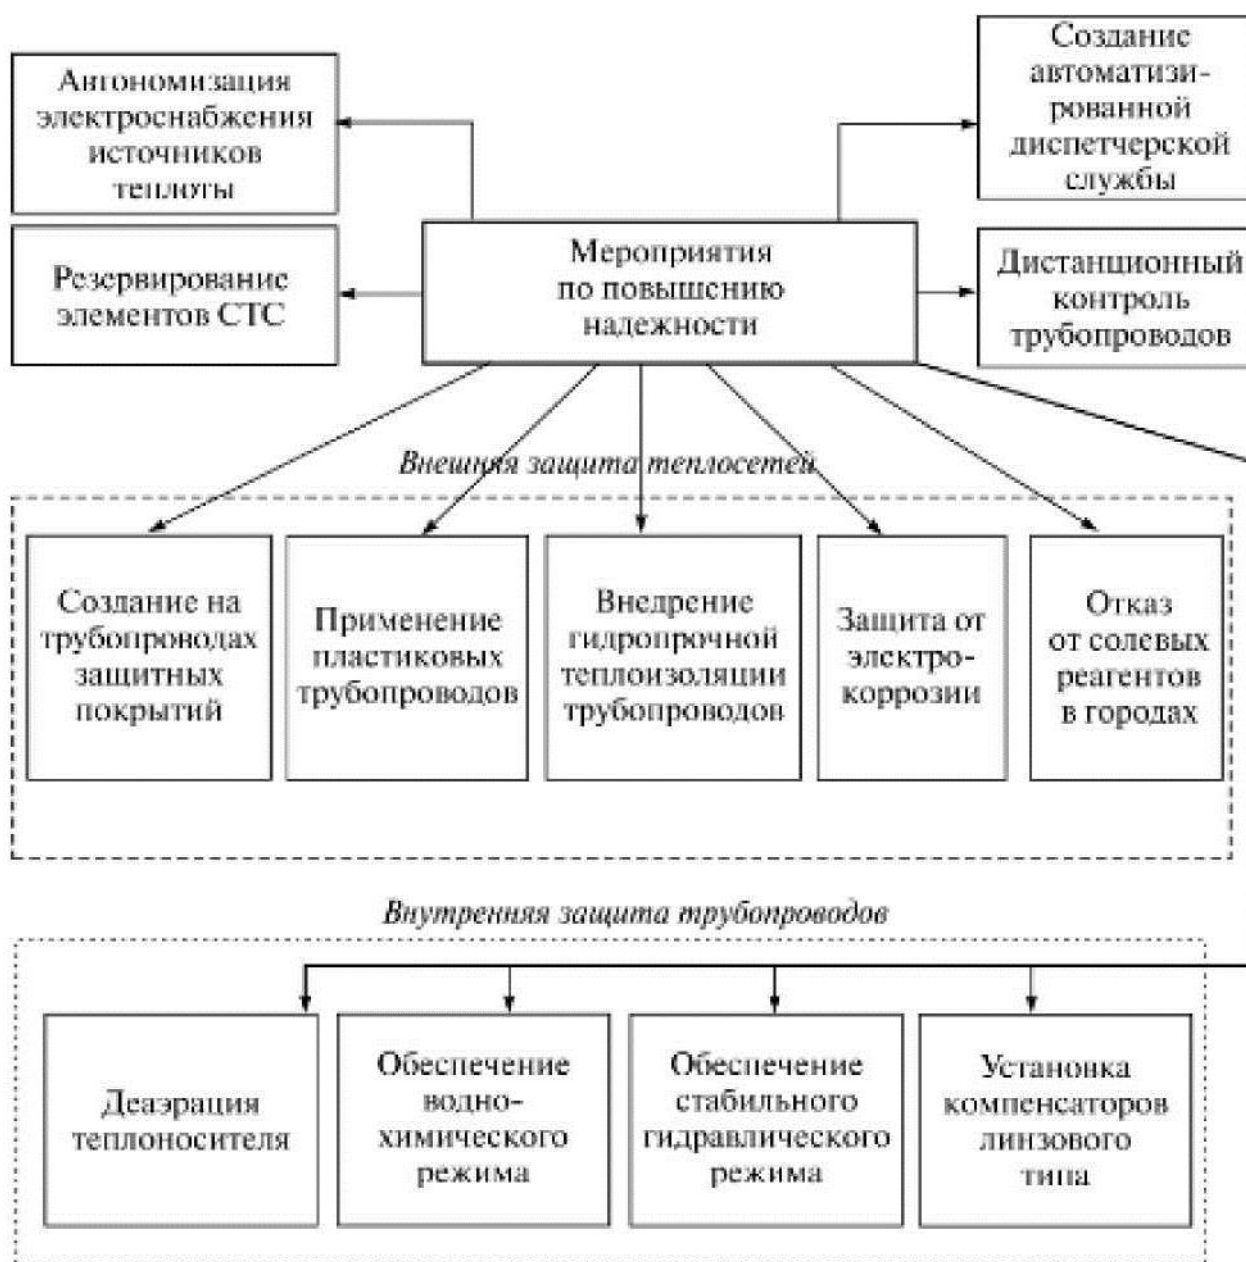 Автономизация
электроснабжения
источников
теплоты
Создание
автоматизи-
рованной
диспетчерской
службы
Резервирование
элементов СТС
Мероприятия
по повышению
надежности
Дистанционный
контроль
трубопроводов
Внешняя защита теплосетей
Создание на
трубопроводах
защитных
покрытий
Применение
пластиковых
трубопроводов
Внедрение
гидропрочной
теплоизоляции
трубопроводов
Защита от
электро-
коррозии
Отказ
от солевых
реагентов
в городах
Внутренняя защита трубопроводов
Деаэрация
теплоносителя
Обеспечение
водно-
химического
режима
Обеспечение
стабильного
гидравлического
режима
Установка
компенсаторов
линзового
типа